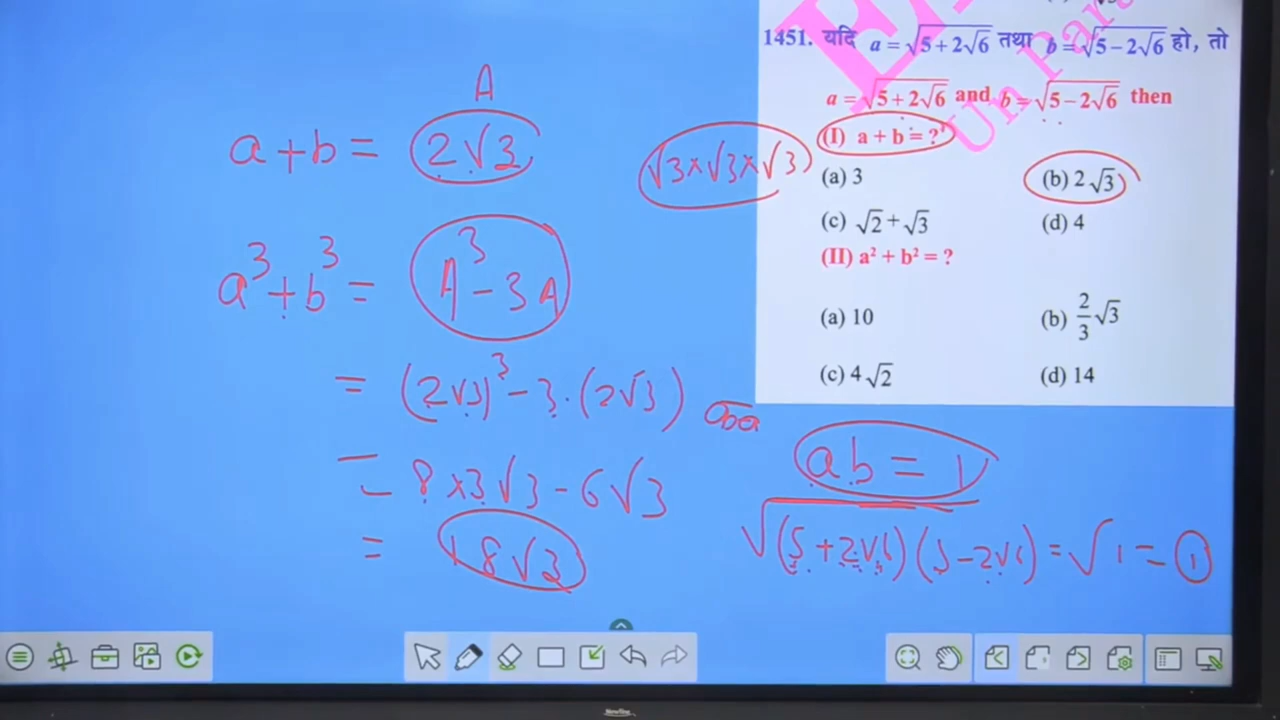 1451. यदि a = √5 + 2√6 तथा b = √5 − 2√6 हो, तो
a = √5 + 2√6 and b = √5 − 2√6 then
(I) a + b = ?
(a) 3
(b) 2√3
(c) √2 + √3
(d) 4
(II) a² + b² = ?
(a) 10
(b) 2/3 √3
(c) 4√2
(d) 14
A
a + b = 2√3
√3 × √3 × √3
a³ + b³ = A³ − 3A
= (2√3)³ − 3·(2√3)
= 8 × 3√3 − 6√3
= 18√3
ab = 1
√(5 + 2√6)(5 − 2√6) = √1 = 1
Un Par
NewLine